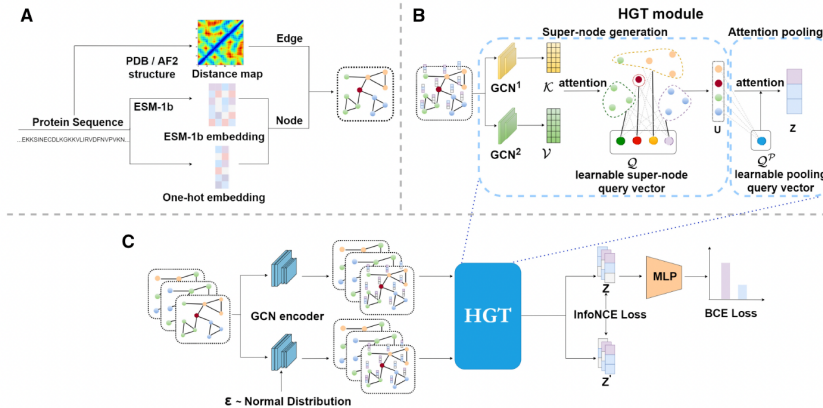 A
PDB / AF2
structure
Distance map
Edge
ESM-1b
Protein Sequence
...EKKSINECDLKGKKVLIRVDFNVPVKN...
ESM-1b embedding
Node
One-hot embedding
B
HGT module
Super-node generation
Attention pooling
GCN¹
𝒦
attention
GCN²
𝒱
𝒬
learnable super-node
query vector
U
attention
Z
𝒬ᵖ
learnable pooling
query vector
C
GCN encoder
ε ~ Normal Distribution
HGT
Z
InfoNCE Loss
Z'
MLP
BCE Loss